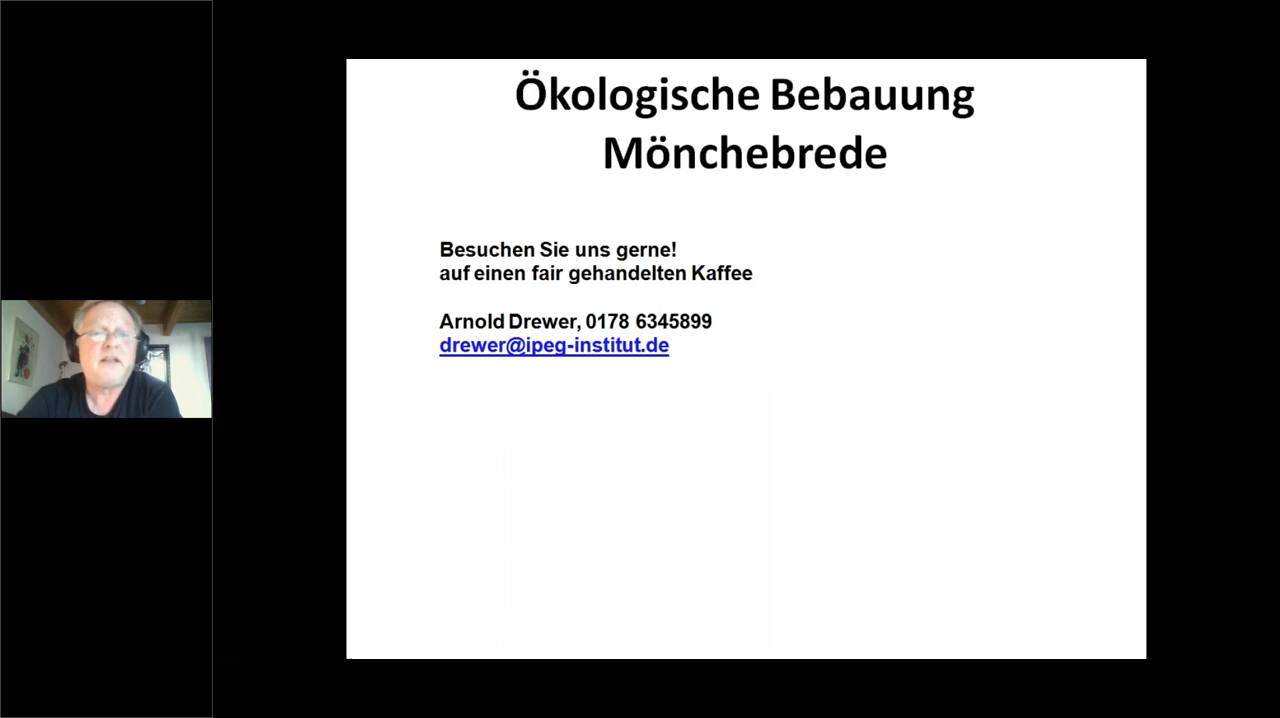 Ökologische Bebauung
Mönchebrede
Besuchen Sie uns gerne!
auf einen fair gehandelten Kaffee
Arnold Drewer, 0178 6345899
drewer@ipeg-institut.de